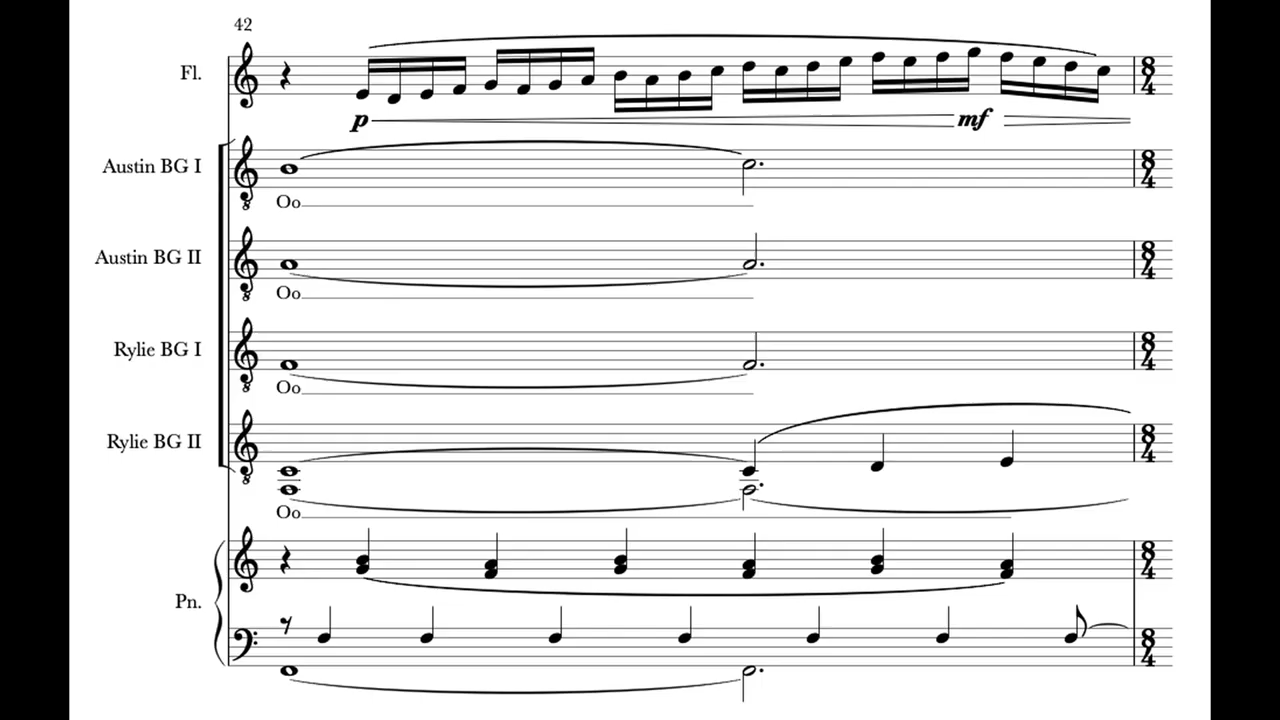 42
Fl.
8
4
p mf
Austin BG I
8
4
Oo
Austin BG II
8
4
Oo
Rylie BG I
8
4
Oo
Rylie BG II
8
4
Oo
8
4
Pn.
8
4